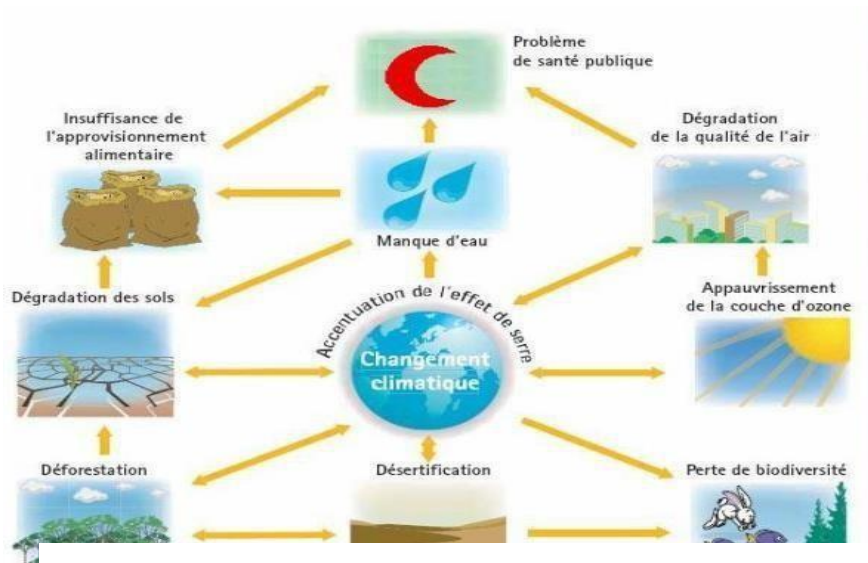 Problème
de santé publique
Insuffisance de
l'approvisionnement
alimentaire
Dégradation
de la qualité de l'air
Manque d'eau
Dégradation des sols
Appauvrissement
de la couche d'ozone
Accentuation de l'effet de serre
Changement
climatique
Déforestation
Désertification
Perte de biodiversité